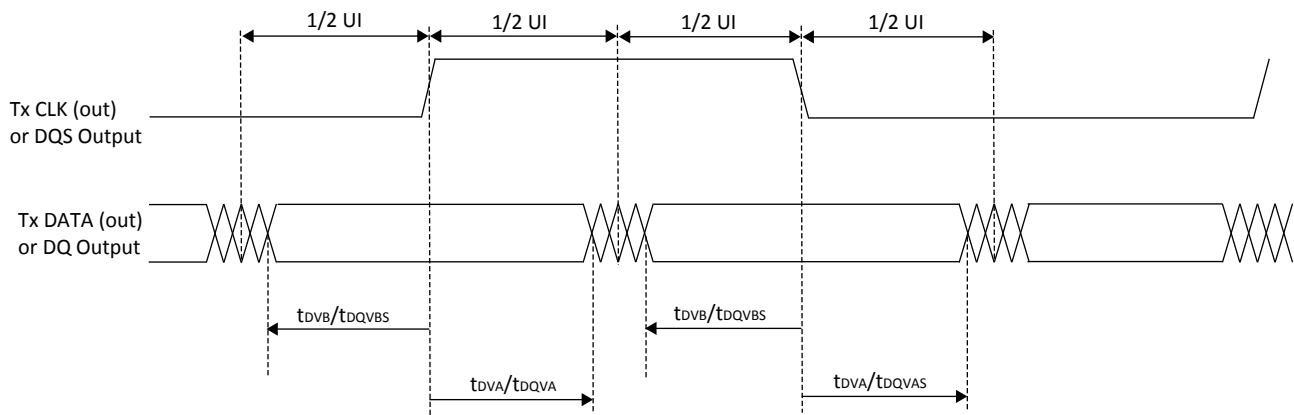 1/2 UI 1/2 UI 1/2 UI 1/2 UI
Tx CLK (out)
or DQS Output
Tx DATA (out)
or DQ Output
tDVB/tDQVBS tDVB/tDQVBS
tDVA/tDQVA tDVA/tDQVAS